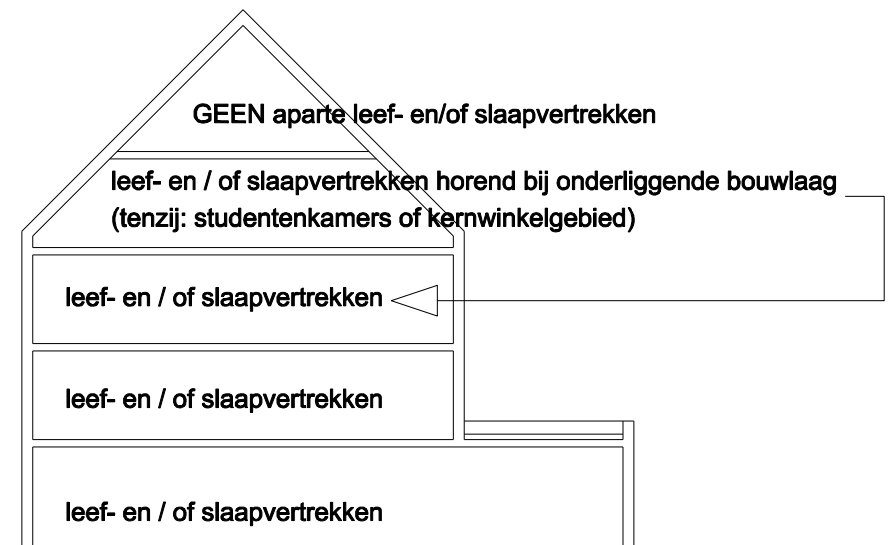 GEEN aparte leef- en/of slaapvertrekken
leef- en / of slaapvertrekken horend bij onderliggende bouwlaag
(tenzij: studentenkamers of kernwinkelgebied)
leef- en / of slaapvertrekken
leef- en / of slaapvertrekken
leef- en / of slaapvertrekken